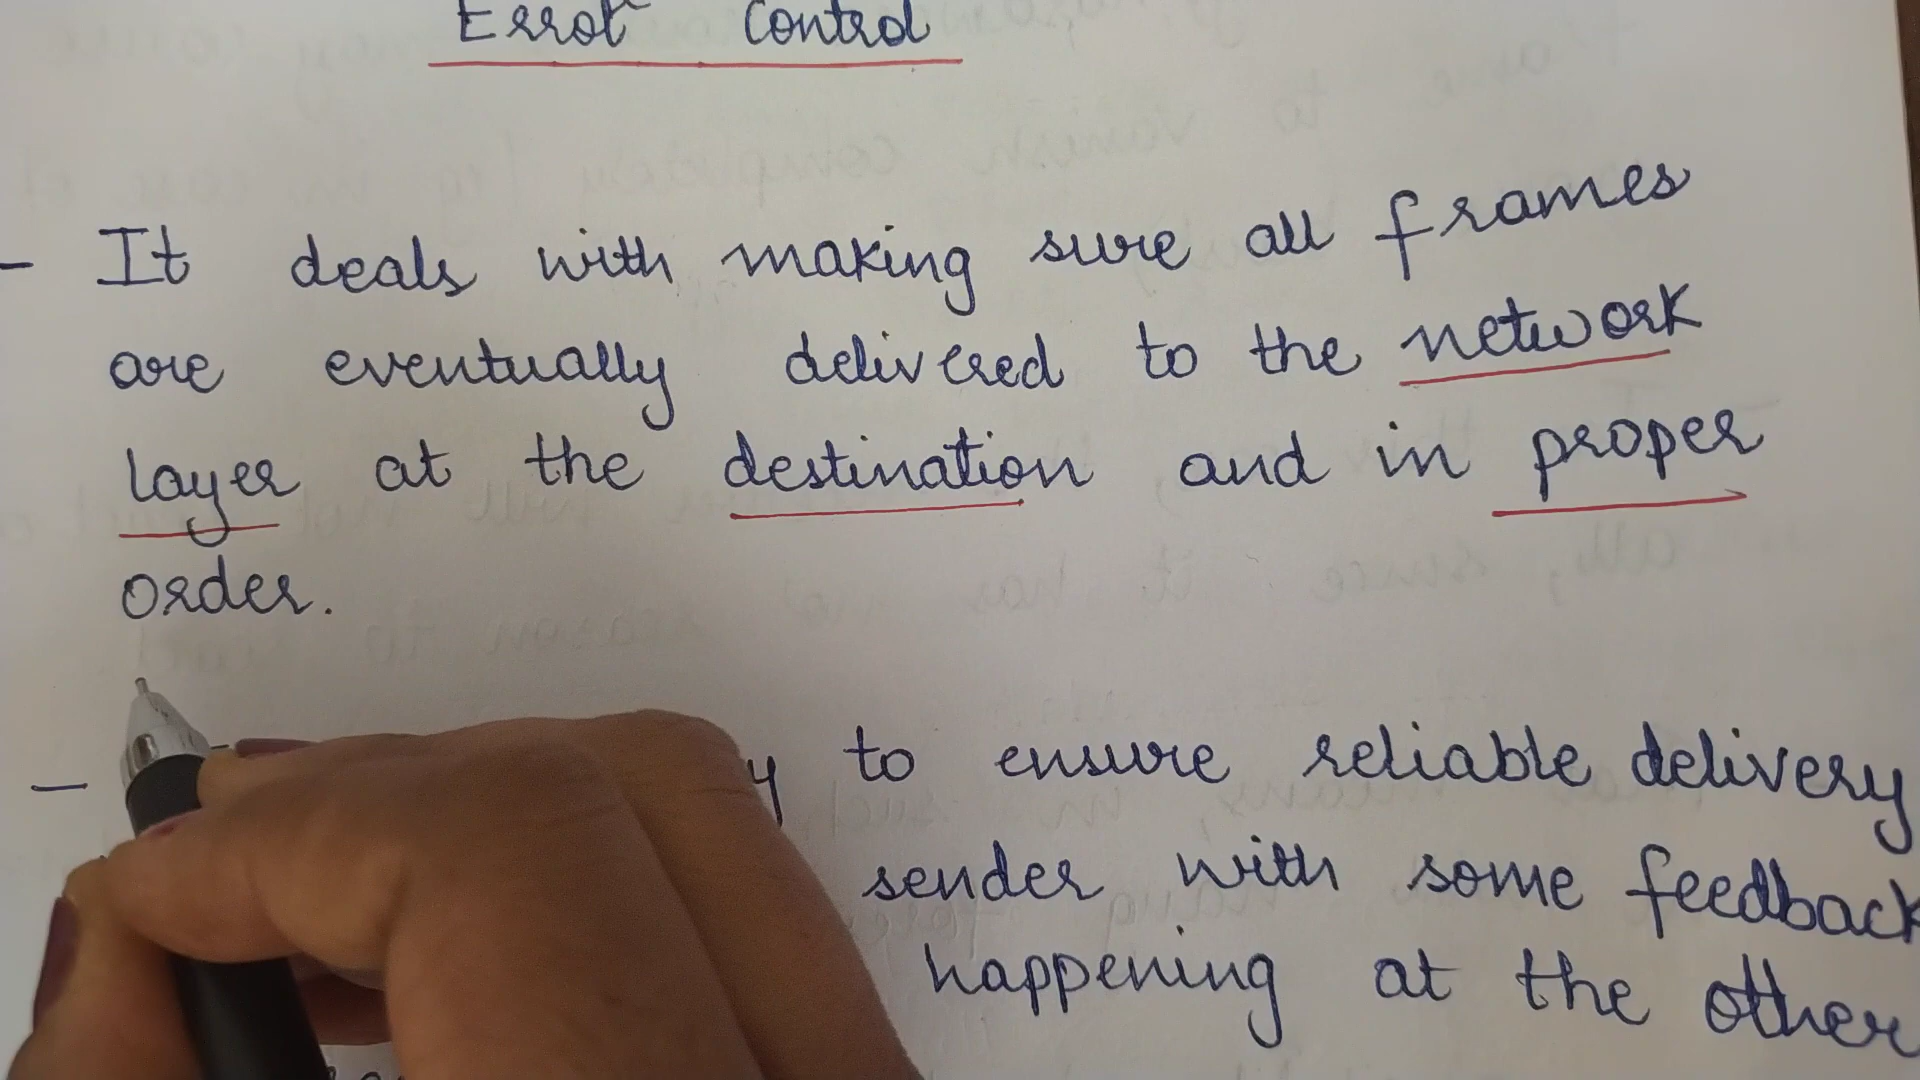 Error Control
- It deals with making sure all frames
are eventually delivered to the network
layer at the destination and in proper
order.
- to ensure reliable delivery
sender with some feedback
happening at the other